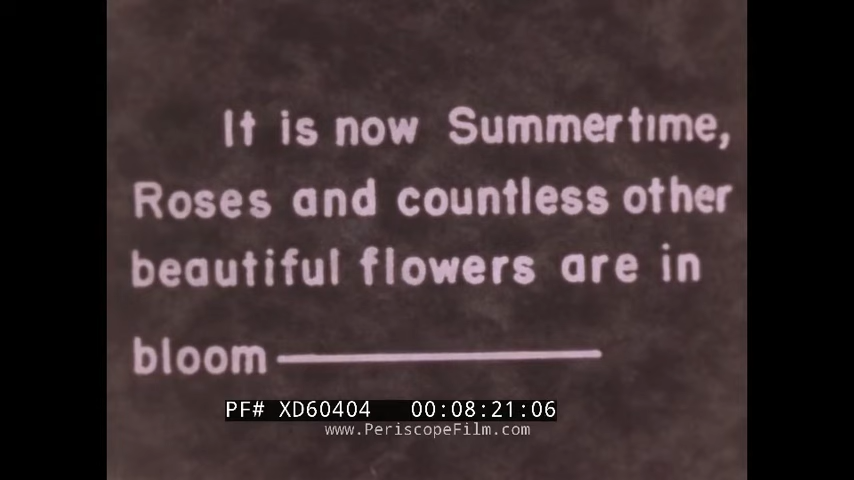 It is now Summertime,
Roses and countless other
beautiful flowers are in
bloom————
PF# XD60404 00:08:21:06
www.PeriscopeFilm.com